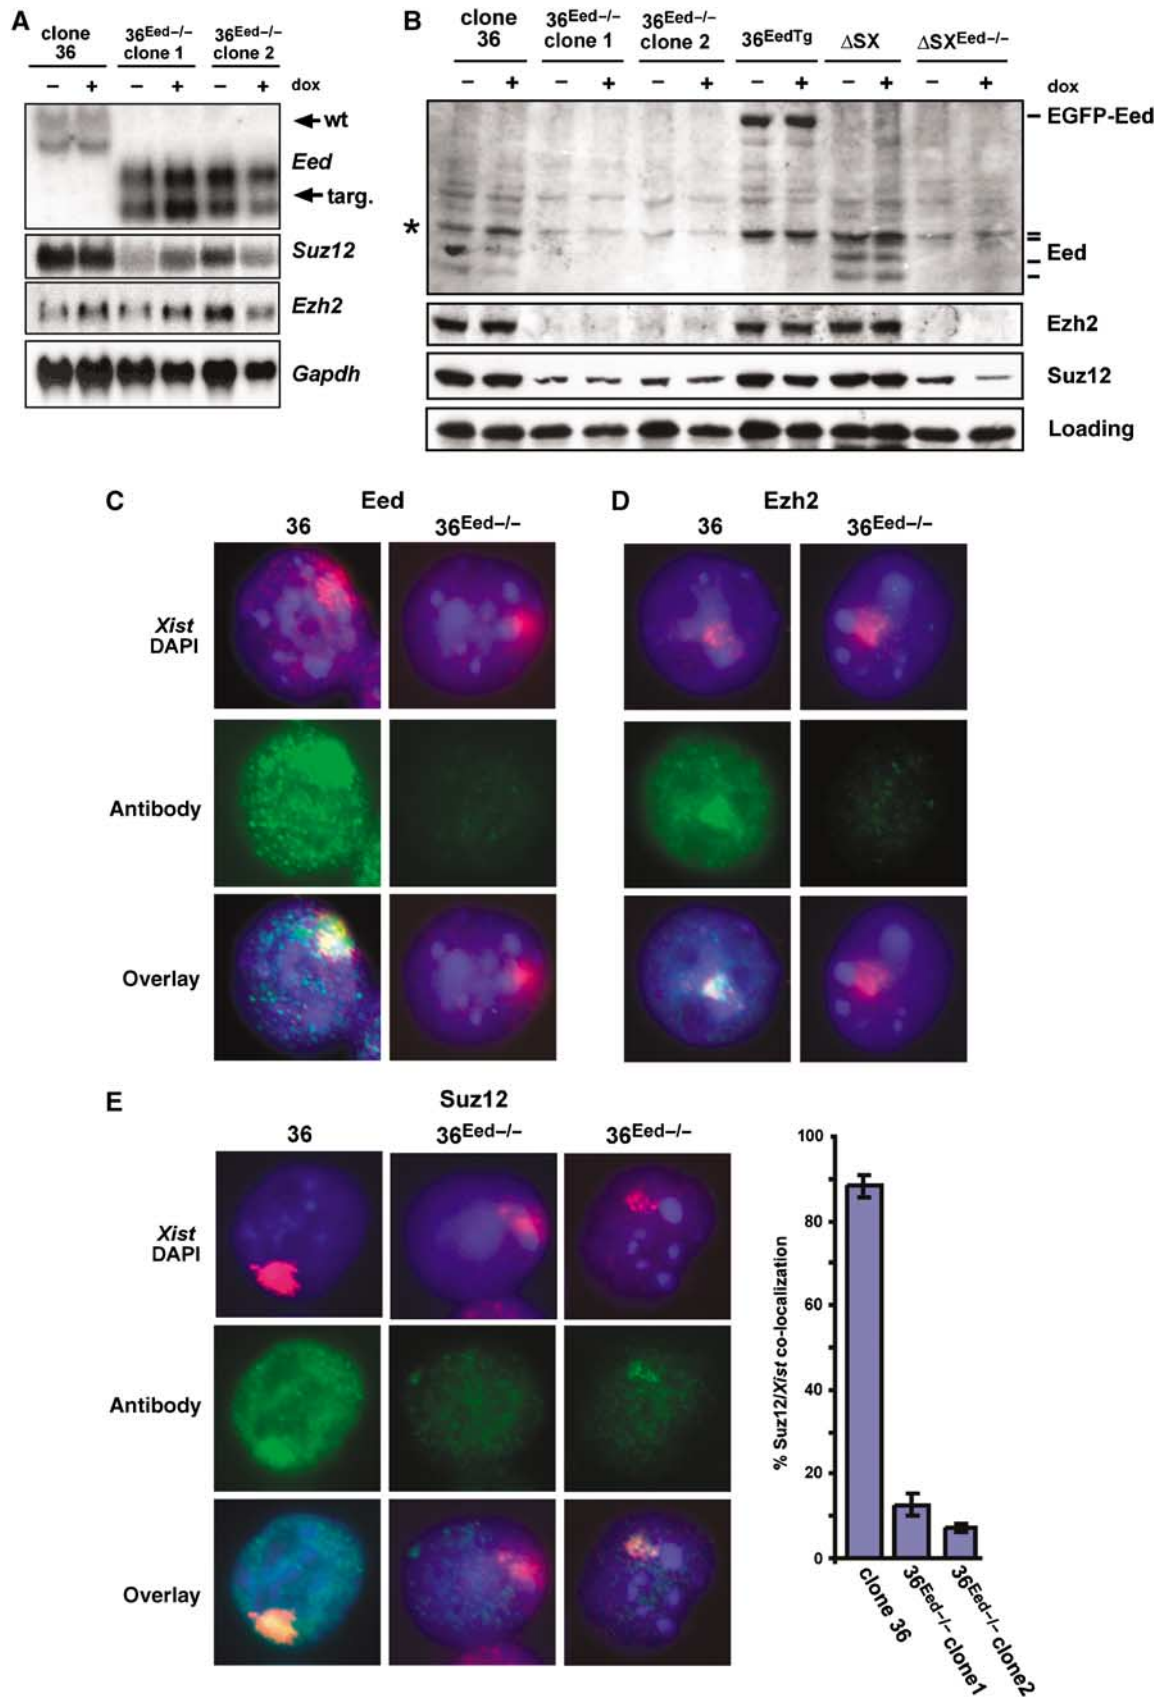 A
clone 36
36Eed–/– clone 1
36Eed–/– clone 2
– + – + – + dox
wt
Eed
targ.
Suz12
Ezh2
Gapdh
B
clone 36
36Eed–/– clone 1
36Eed–/– clone 2
36EedTg
ΔSX
ΔSXEed–/–
– + – + – + – + – + – + dox
EGFP-Eed
*
Eed
Ezh2
Suz12
Loading
C
Eed
36
36Eed–/–
Xist
DAPI
Antibody
Overlay
D
Ezh2
36
36Eed–/–
E
Suz12
36
36Eed–/–
36Eed–/–
Xist
DAPI
Antibody
Overlay
% Suz12/Xist co-localization
100
80
60
40
20
0
clone 36
36Eed–/– clone1
36Eed–/– clone2